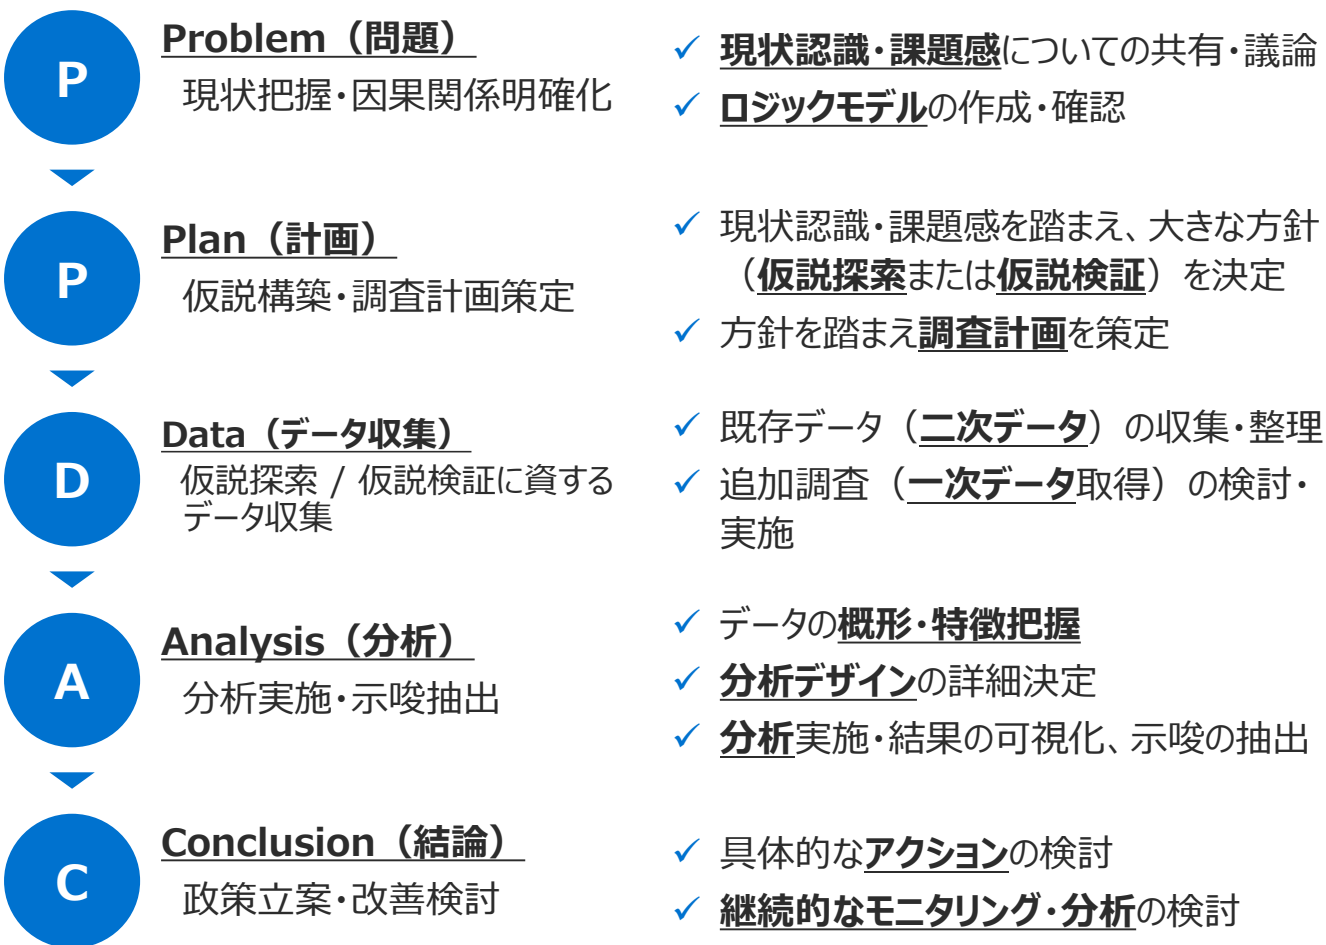 P
Problem（問題）
現状把握・因果関係明確化
✓ 現状認識・課題感についての共有・議論
✓ ロジックモデルの作成・確認
P
Plan（計画）
仮説構築・調査計画策定
✓ 現状認識・課題感を踏まえ、大きな方針
（仮説探索または仮説検証）を決定
✓ 方針を踏まえ調査計画を策定
D
Data（データ収集）
仮説探索 / 仮説検証に資する
データ収集
✓ 既存データ（二次データ）の収集・整理
✓ 追加調査（一次データ取得）の検討・
実施
A
Analysis（分析）
分析実施・示唆抽出
✓ データの概形・特徴把握
✓ 分析デザインの詳細決定
✓ 分析実施・結果の可視化、示唆の抽出
C
Conclusion（結論）
政策立案・改善検討
✓ 具体的なアクションの検討
✓ 継続的なモニタリング・分析の検討